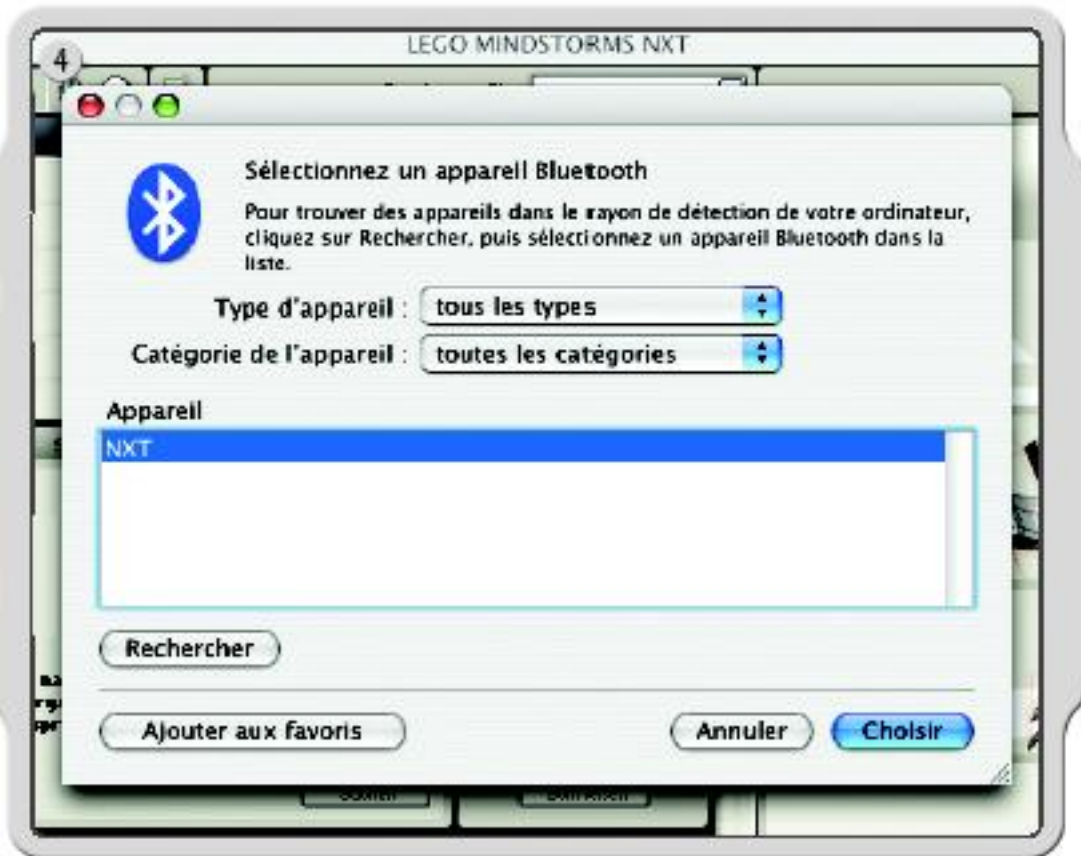 LEGO MINDSTORMS NXT
4
Sélectionnez un appareil Bluetooth
Pour trouver des appareils dans le rayon de détection de votre ordinateur,
cliquez sur Rechercher, puis sélectionnez un appareil Bluetooth dans la
liste.
Type d'appareil : tous les types
Catégorie de l'appareil : toutes les catégories
Appareil
NXT
Rechercher
Ajouter aux favoris
Annuler
Choisir